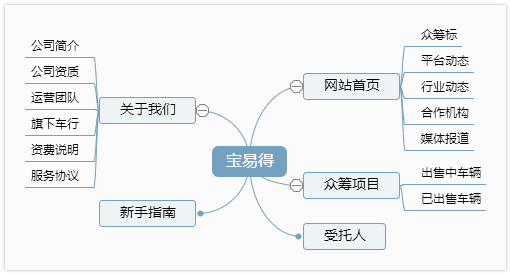 宝易得
关于我们
公司简介
公司资质
运营团队
旗下车行
资费说明
服务协议
新手指南
网站首页
众筹标
平台动态
行业动态
合作机构
媒体报道
众筹项目
出售中车辆
已出售车辆
受托人